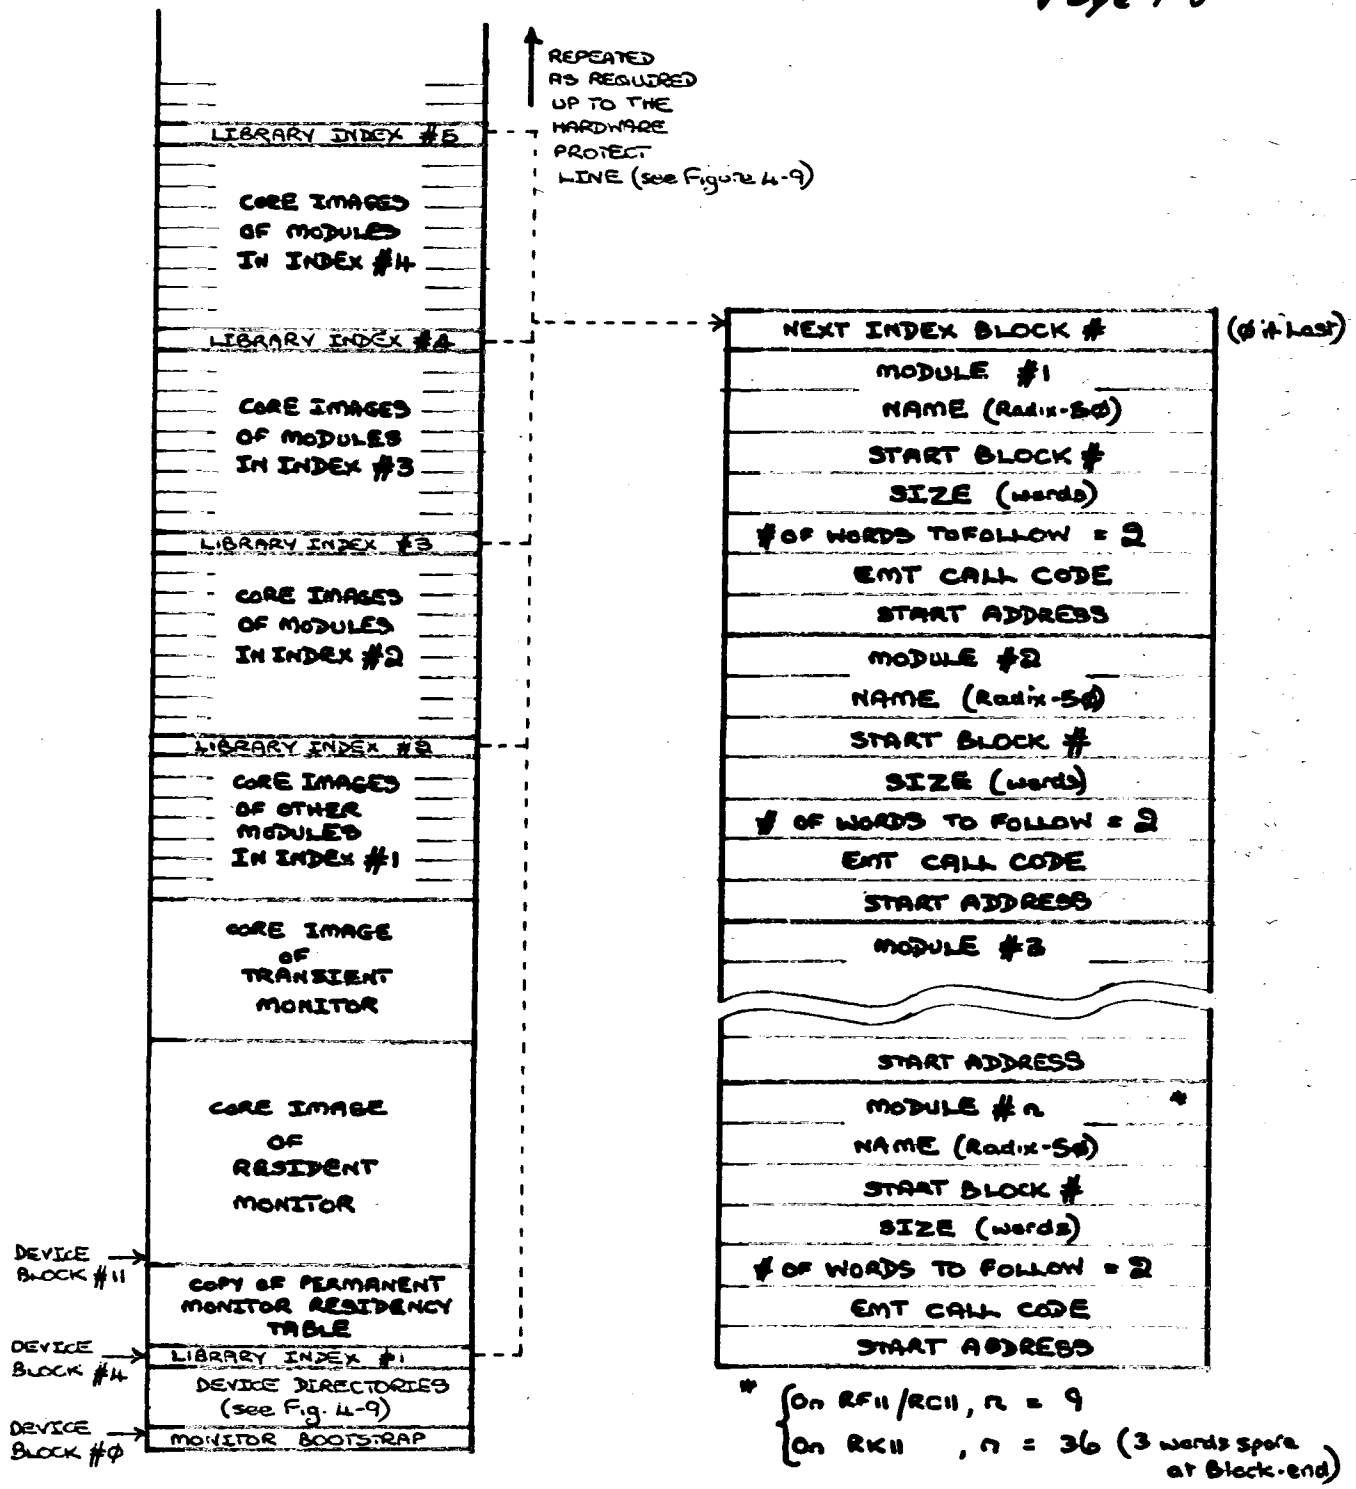 REPEATED
AS REQUIRED
UP TO THE
HARDWARE
PROTECT
LINE (see Figure 4-9)
LIBRARY INDEX #5
CORE IMAGES
OF MODULES
IN INDEX #4
LIBRARY INDEX #4
CORE IMAGES
OF MODULES
IN INDEX #3
LIBRARY INDEX #3
CORE IMAGES
OF MODULES
IN INDEX #2
LIBRARY INDEX #2
CORE IMAGES
OF OTHER
MODULES
IN INDEX #1
CORE IMAGE
OF
TRANSIENT
MONITOR
CORE IMAGE
OF
RESIDENT
MONITOR
DEVICE
BLOCK #11
COPY OF PERMANENT
MONITOR RESIDENCY
TABLE
DEVICE
BLOCK #4
LIBRARY INDEX #1
DEVICE DIRECTORIES
(see Fig. 4-9)
DEVICE
BLOCK #Ø
MONITOR BOOTSTRAP
NEXT INDEX BLOCK # (Ø if Last)
MODULE #1
NAME (Radix-5Ø)
START BLOCK #
SIZE (words)
# OF WORDS TO FOLLOW = 2
EMT CALL CODE
START ADDRESS
MODULE #2
NAME (Radix-5Ø)
START BLOCK #
SIZE (words)
# OF WORDS TO FOLLOW = 2
EMT CALL CODE
START ADDRESS
MODULE #3
START ADDRESS
MODULE # n *
NAME (Radix-5Ø)
START BLOCK #
SIZE (words)
# OF WORDS TO FOLLOW = 2
EMT CALL CODE
START ADDRESS
* On RF11/RC11, n = 9
On RK11 , n = 36 (3 words spare
at Block-end)